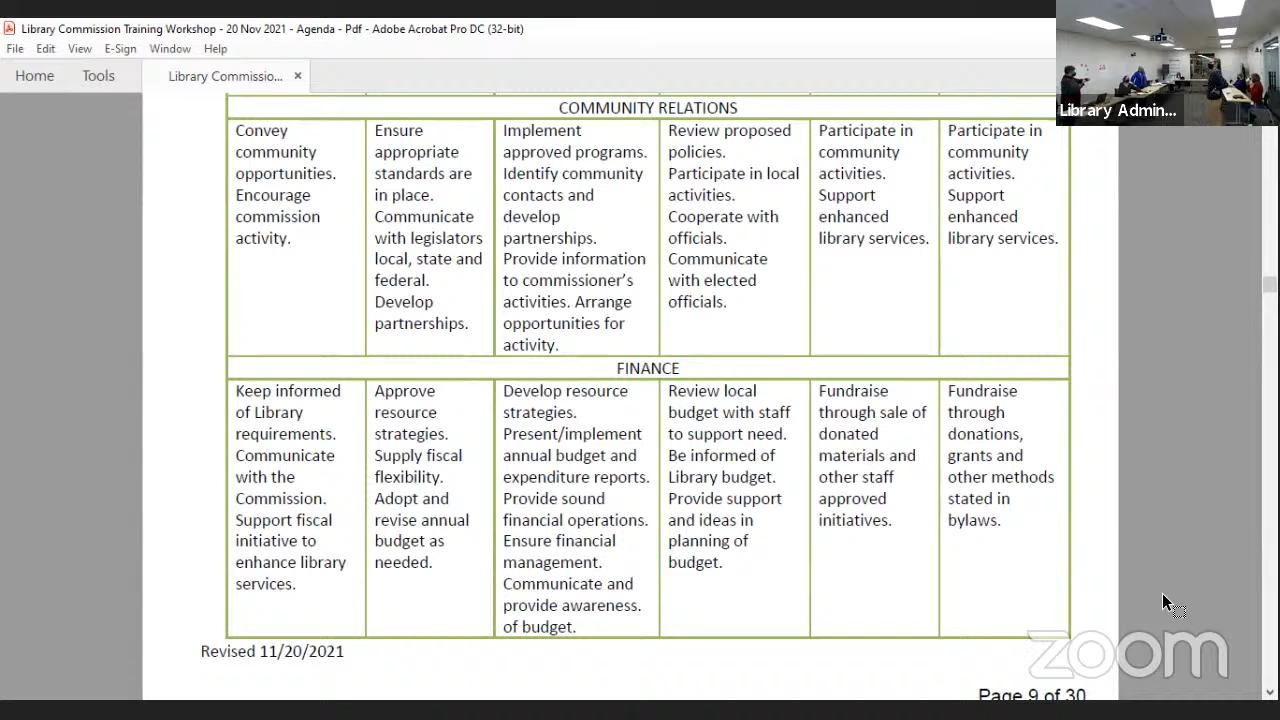 Library Commission Training Workshop - 20 Nov 2021 - Agenda - Pdf - Adobe Acrobat Pro DC (32-bit)
File Edit View E-Sign Window Help
Home Tools Library Commissio... ×
Library Admin...
COMMUNITY RELATIONS
Convey
community
opportunities.
Encourage
commission
activity.
Ensure
appropriate
standards are
in place.
Communicate
with legislators
local, state and
federal.
Develop
partnerships.
Implement
approved programs.
Identify community
contacts and
develop
partnerships.
Provide information
to commissioner’s
activities. Arrange
opportunities for
activity.
Review proposed
policies.
Participate in local
activities.
Cooperate with
officials.
Communicate
with elected
officials.
Participate in
community
activities.
Support
enhanced
library services.
Participate in
community
activities.
Support
enhanced
library services.
FINANCE
Keep informed
of Library
requirements.
Communicate
with the
Commission.
Support fiscal
initiative to
enhance library
services.
Approve
resource
strategies.
Supply fiscal
flexibility.
Adopt and
revise annual
budget as
needed.
Develop resource
strategies.
Present/implement
annual budget and
expenditure reports.
Provide sound
financial operations.
Ensure financial
management.
Communicate and
provide awareness.
of budget.
Review local
budget with staff
to support need.
Be informed of
Library budget.
Provide support
and ideas in
planning of
budget.
Fundraise
through sale of
donated
materials and
other staff
approved
initiatives.
Fundraise
through
donations,
grants and
other methods
stated in
bylaws.
Revised 11/20/2021
zoom
Page 9 of 30